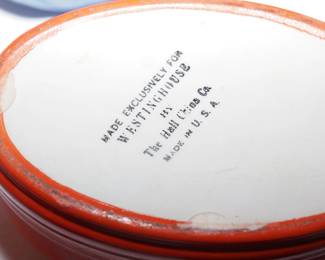 MADE EXCLUSIVELY FOR
WESTINGHOUSE
BY
The Hall China Co.
MADE IN U. S. A.